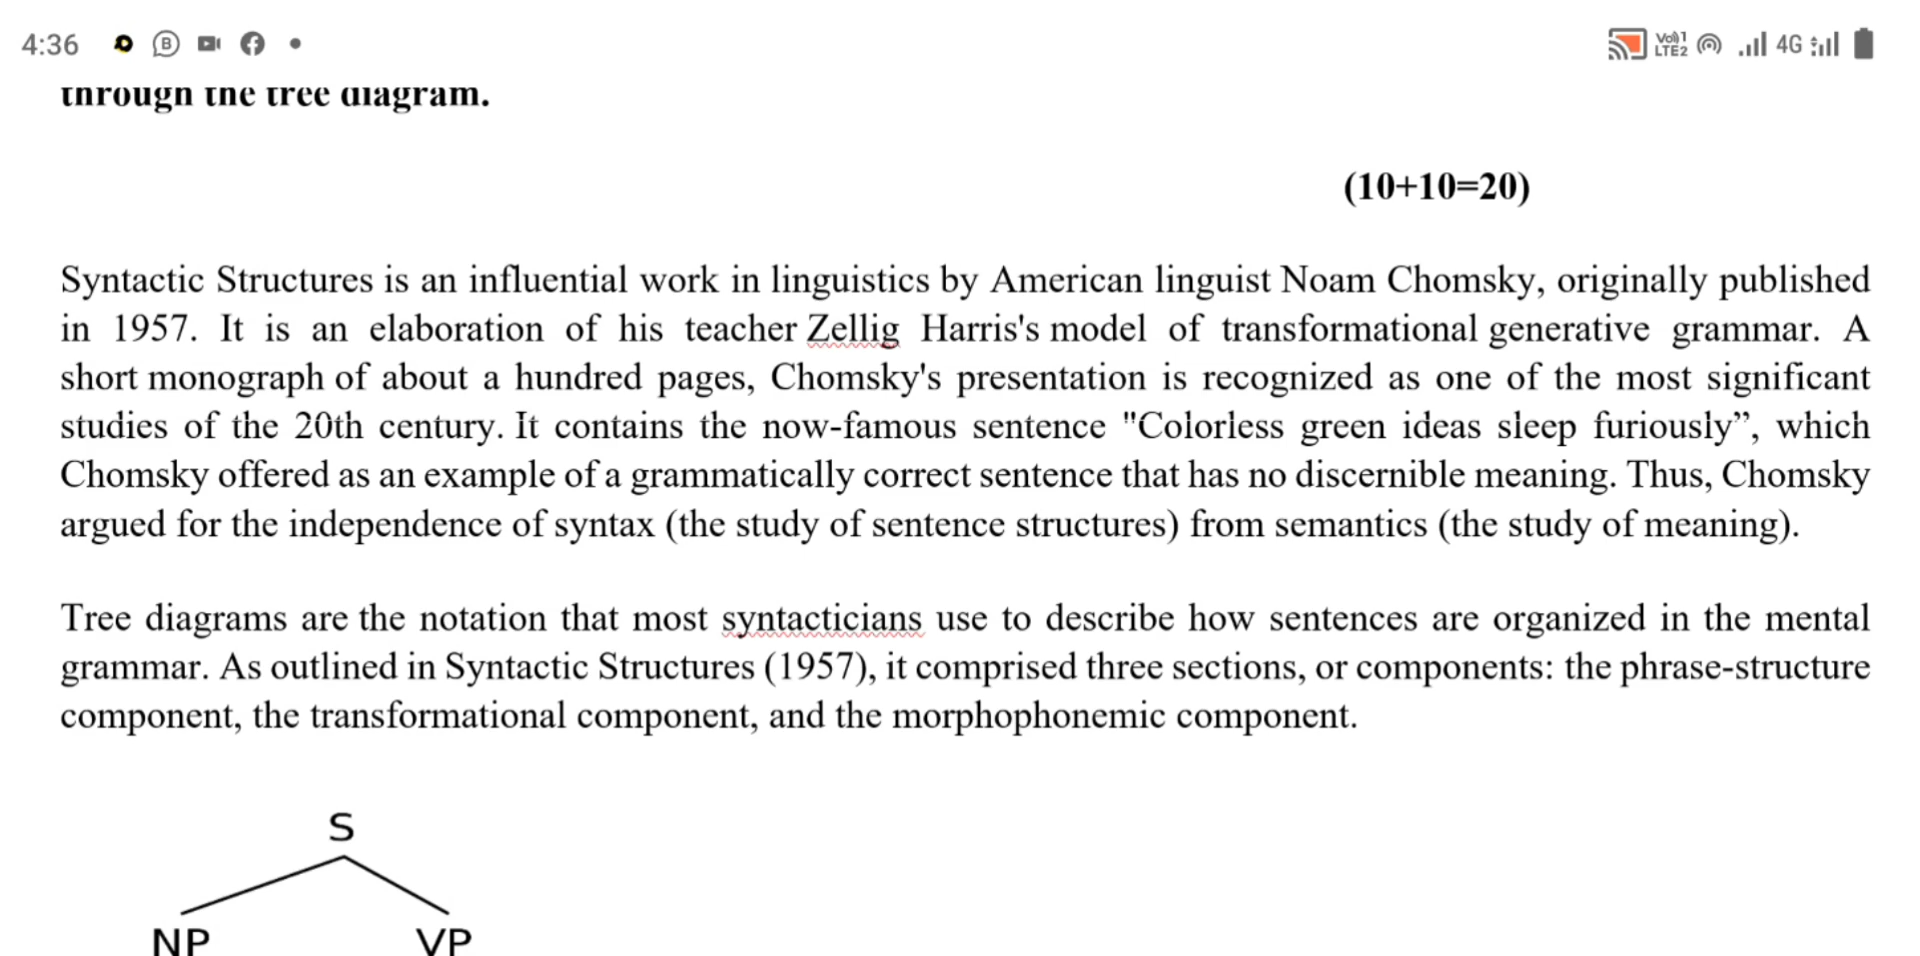 4:36
Vo))1
LTE2
4G
through the tree diagram.
(10+10=20)
Syntactic Structures is an influential work in linguistics by American linguist Noam Chomsky, originally published
in 1957. It is an elaboration of his teacher Zellig Harris's model of transformational generative grammar. A
short monograph of about a hundred pages, Chomsky's presentation is recognized as one of the most significant
studies of the 20th century. It contains the now-famous sentence "Colorless green ideas sleep furiously”, which
Chomsky offered as an example of a grammatically correct sentence that has no discernible meaning. Thus, Chomsky
argued for the independence of syntax (the study of sentence structures) from semantics (the study of meaning).
Tree diagrams are the notation that most syntacticians use to describe how sentences are organized in the mental
grammar. As outlined in Syntactic Structures (1957), it comprised three sections, or components: the phrase-structure
component, the transformational component, and the morphophonemic component.
S
NP VP